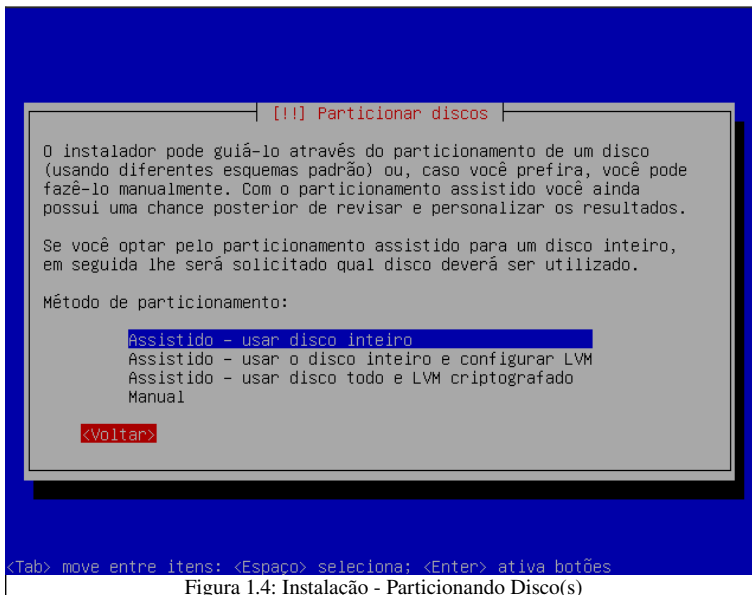 [!!] Particionar discos
O instalador pode guiá-lo através do particionamento de um disco
(usando diferentes esquemas padrão) ou, caso você prefira, você pode
fazê-lo manualmente. Com o particionamento assistido você ainda
possui uma chance posterior de revisar e personalizar os resultados.
Se você optar pelo particionamento assistido para um disco inteiro,
em seguida lhe será solicitado qual disco deverá ser utilizado.
Método de particionamento:
Assistido - usar disco inteiro
Assistido - usar o disco inteiro e configurar LVM
Assistido - usar disco todo e LVM criptografado
Manual
<Voltar>
<Tab> move entre itens; <Espaço> seleciona; <Enter> ativa botões
Figura 1.4: Instalação - Particionando Disco(s)